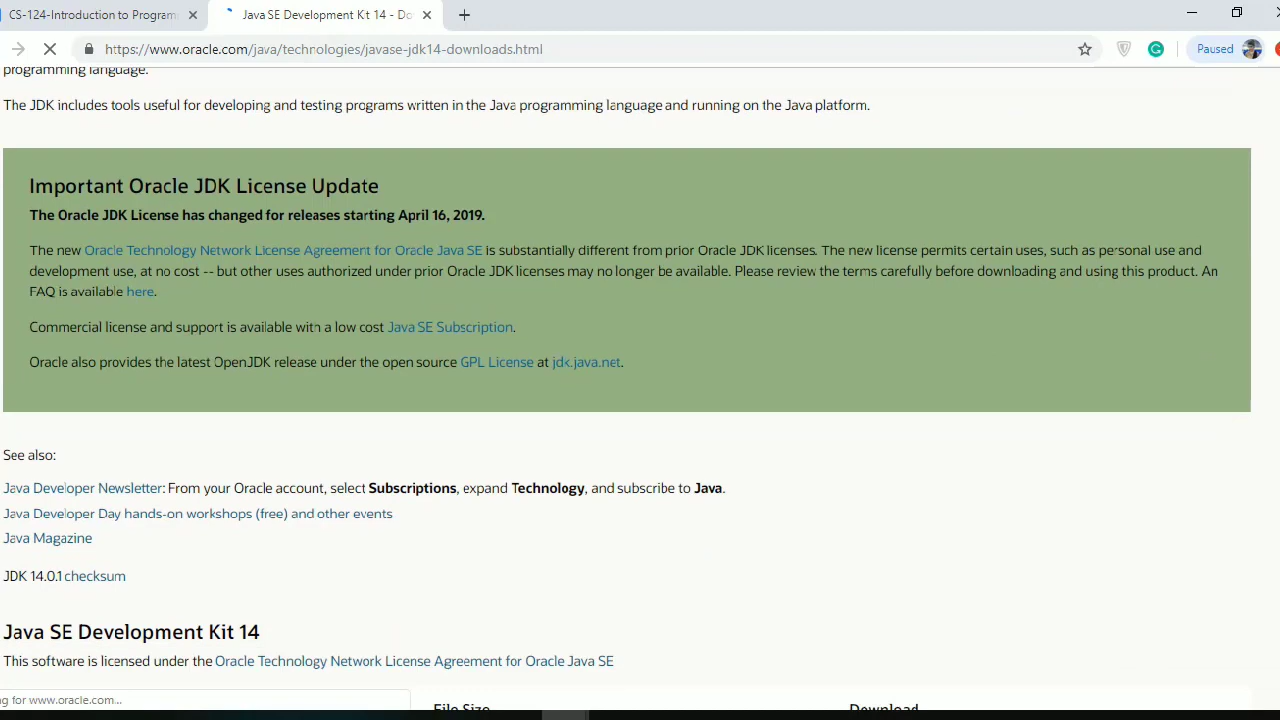 CS-124-Introduction to Program
Java SE Development Kit 14 - Do
https://www.oracle.com/java/technologies/javase-jdk14-downloads.html
Paused
programming language.
The JDK includes tools useful for developing and testing programs written in the Java programming language and running on the Java platform.
Important Oracle JDK License Update
The Oracle JDK License has changed for releases starting April 16, 2019.
The new Oracle Technology Network License Agreement for Oracle Java SE is substantially different from prior Oracle JDK licenses. The new license permits certain uses, such as personal use and
development use, at no cost -- but other uses authorized under prior Oracle JDK licenses may no longer be available. Please review the terms carefully before downloading and using this product. An
FAQ is available here.
Commercial license and support is available with a low cost Java SE Subscription.
Oracle also provides the latest OpenJDK release under the open source GPL License at jdk.java.net.
See also:
Java Developer Newsletter: From your Oracle account, select Subscriptions, expand Technology, and subscribe to Java.
Java Developer Day hands-on workshops (free) and other events
Java Magazine
JDK 14.0.1 checksum
Java SE Development Kit 14
This software is licensed under the Oracle Technology Network License Agreement for Oracle Java SE
g for www.oracle.com...
File Size
Download